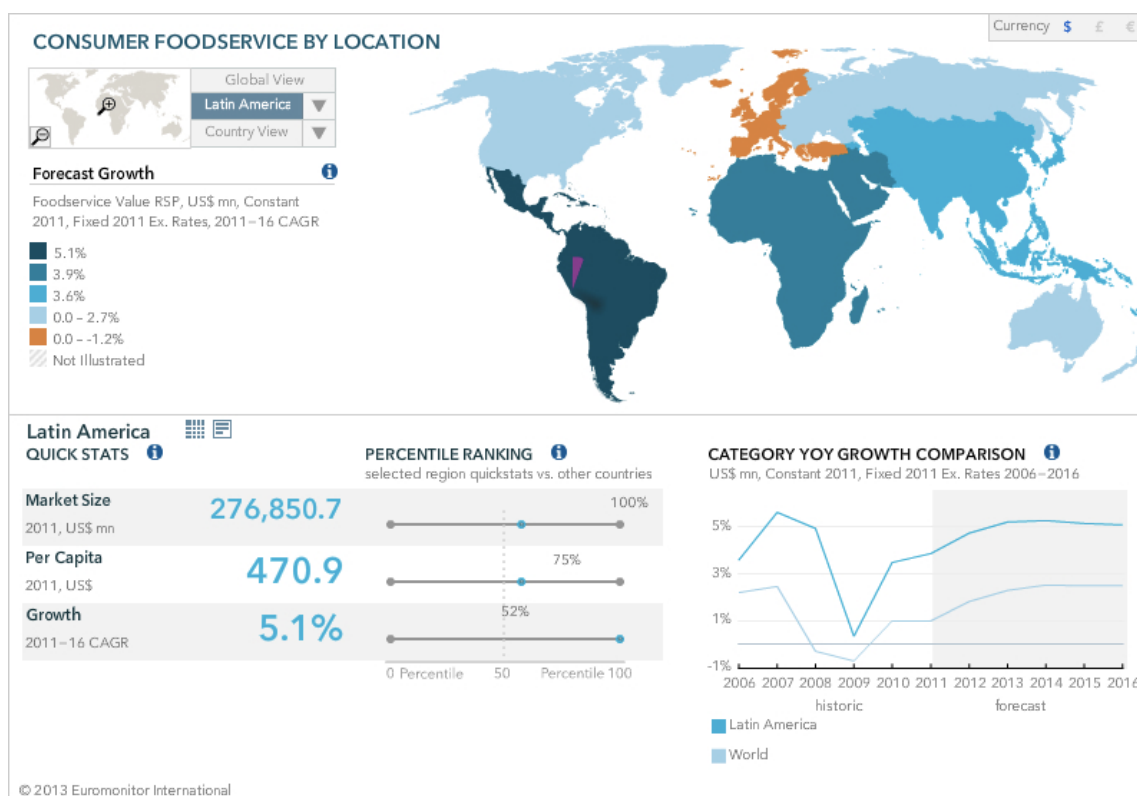 Currency $ £ €
CONSUMER FOODSERVICE BY LOCATION
Global View
Latin America
Country View
Forecast Growth
Foodservice Value RSP, US$ mn, Constant
2011, Fixed 2011 Ex. Rates, 2011-16 CAGR
5.1%
3.9%
3.6%
0.0 - 2.7%
0.0 - -1.2%
Not Illustrated
Latin America
QUICK STATS
Market Size
2011, US$ mn
276,850.7
Per Capita
2011, US$
470.9
Growth
2011-16 CAGR
5.1%
PERCENTILE RANKING
selected region quickstats vs. other countries
100%
75%
52%
0 Percentile 50 Percentile 100
CATEGORY YOY GROWTH COMPARISON
US$ mn, Constant 2011, Fixed 2011 Ex. Rates 2006-2016
5%
3%
1%
-1%
2006 2007 2008 2009 2010 2011 2012 2013 2014 2015 2016
historic forecast
Latin America
World
© 2013 Euromonitor International